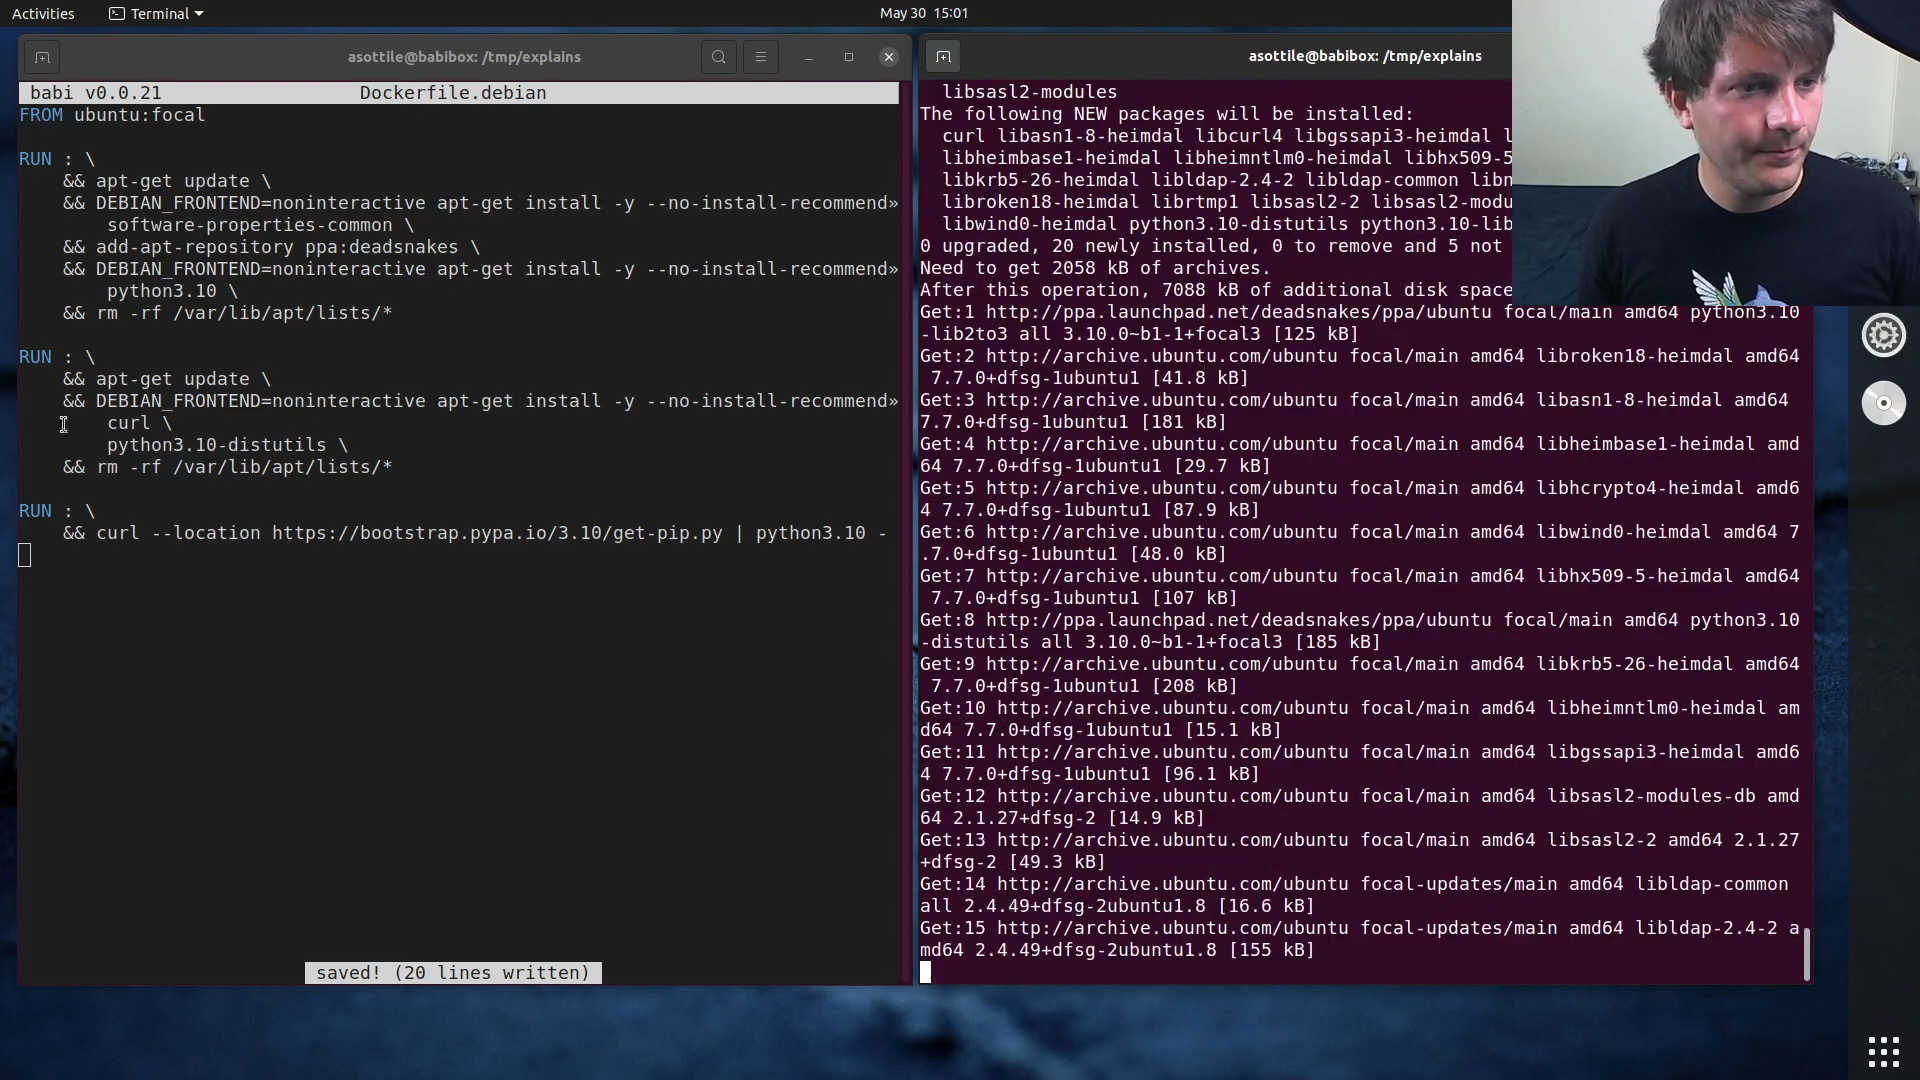 Activities
Terminal
May 30 15:01
asottile@babibox: /tmp/explains
babi v0.0.21
Dockerfile.debian
FROM ubuntu:focal
RUN : \
&& apt-get update \
&& DEBIAN_FRONTEND=noninteractive apt-get install -y --no-install-recommend»
software-properties-common \
&& add-apt-repository ppa:deadsnakes \
&& DEBIAN_FRONTEND=noninteractive apt-get install -y --no-install-recommend»
python3.10 \
&& rm -rf /var/lib/apt/lists/*
RUN : \
&& apt-get update \
&& DEBIAN_FRONTEND=noninteractive apt-get install -y --no-install-recommend»
curl \
python3.10-distutils \
&& rm -rf /var/lib/apt/lists/*
RUN : \
&& curl --location https://bootstrap.pypa.io/3.10/get-pip.py | python3.10 -
saved! (20 lines written)
asottile@babibox: /tmp/explains
libsasl2-modules
The following NEW packages will be installed:
curl libasn1-8-heimdal libcurl4 libgssapi3-heimdal l
libheimbase1-heimdal libheimntlm0-heimdal libhx509-5
libkrb5-26-heimdal libldap-2.4-2 libldap-common libn
libroken18-heimdal librtmp1 libsasl2-2 libsasl2-modu
libwind0-heimdal python3.10-distutils python3.10-lib
0 upgraded, 20 newly installed, 0 to remove and 5 not
Need to get 2058 kB of archives.
After this operation, 7088 kB of additional disk space
Get:1 http://ppa.launchpad.net/deadsnakes/ppa/ubuntu focal/main amd64 python3.10
-lib2to3 all 3.10.0~b1-1+focal3 [125 kB]
Get:2 http://archive.ubuntu.com/ubuntu focal/main amd64 libroken18-heimdal amd64
7.7.0+dfsg-1ubuntu1 [41.8 kB]
Get:3 http://archive.ubuntu.com/ubuntu focal/main amd64 libasn1-8-heimdal amd64
7.7.0+dfsg-1ubuntu1 [181 kB]
Get:4 http://archive.ubuntu.com/ubuntu focal/main amd64 libheimbase1-heimdal amd
64 7.7.0+dfsg-1ubuntu1 [29.7 kB]
Get:5 http://archive.ubuntu.com/ubuntu focal/main amd64 libhcrypto4-heimdal amd6
4 7.7.0+dfsg-1ubuntu1 [87.9 kB]
Get:6 http://archive.ubuntu.com/ubuntu focal/main amd64 libwind0-heimdal amd64 7
.7.0+dfsg-1ubuntu1 [48.0 kB]
Get:7 http://archive.ubuntu.com/ubuntu focal/main amd64 libhx509-5-heimdal amd64
7.7.0+dfsg-1ubuntu1 [107 kB]
Get:8 http://ppa.launchpad.net/deadsnakes/ppa/ubuntu focal/main amd64 python3.10
-distutils all 3.10.0~b1-1+focal3 [185 kB]
Get:9 http://archive.ubuntu.com/ubuntu focal/main amd64 libkrb5-26-heimdal amd64
7.7.0+dfsg-1ubuntu1 [208 kB]
Get:10 http://archive.ubuntu.com/ubuntu focal/main amd64 libheimntlm0-heimdal am
d64 7.7.0+dfsg-1ubuntu1 [15.1 kB]
Get:11 http://archive.ubuntu.com/ubuntu focal/main amd64 libgssapi3-heimdal amd6
4 7.7.0+dfsg-1ubuntu1 [96.1 kB]
Get:12 http://archive.ubuntu.com/ubuntu focal/main amd64 libsasl2-modules-db amd
64 2.1.27+dfsg-2 [14.9 kB]
Get:13 http://archive.ubuntu.com/ubuntu focal/main amd64 libsasl2-2 amd64 2.1.27
+dfsg-2 [49.3 kB]
Get:14 http://archive.ubuntu.com/ubuntu focal-updates/main amd64 libldap-common
all 2.4.49+dfsg-2ubuntu1.8 [16.6 kB]
Get:15 http://archive.ubuntu.com/ubuntu focal-updates/main amd64 libldap-2.4-2 a
md64 2.4.49+dfsg-2ubuntu1.8 [155 kB]